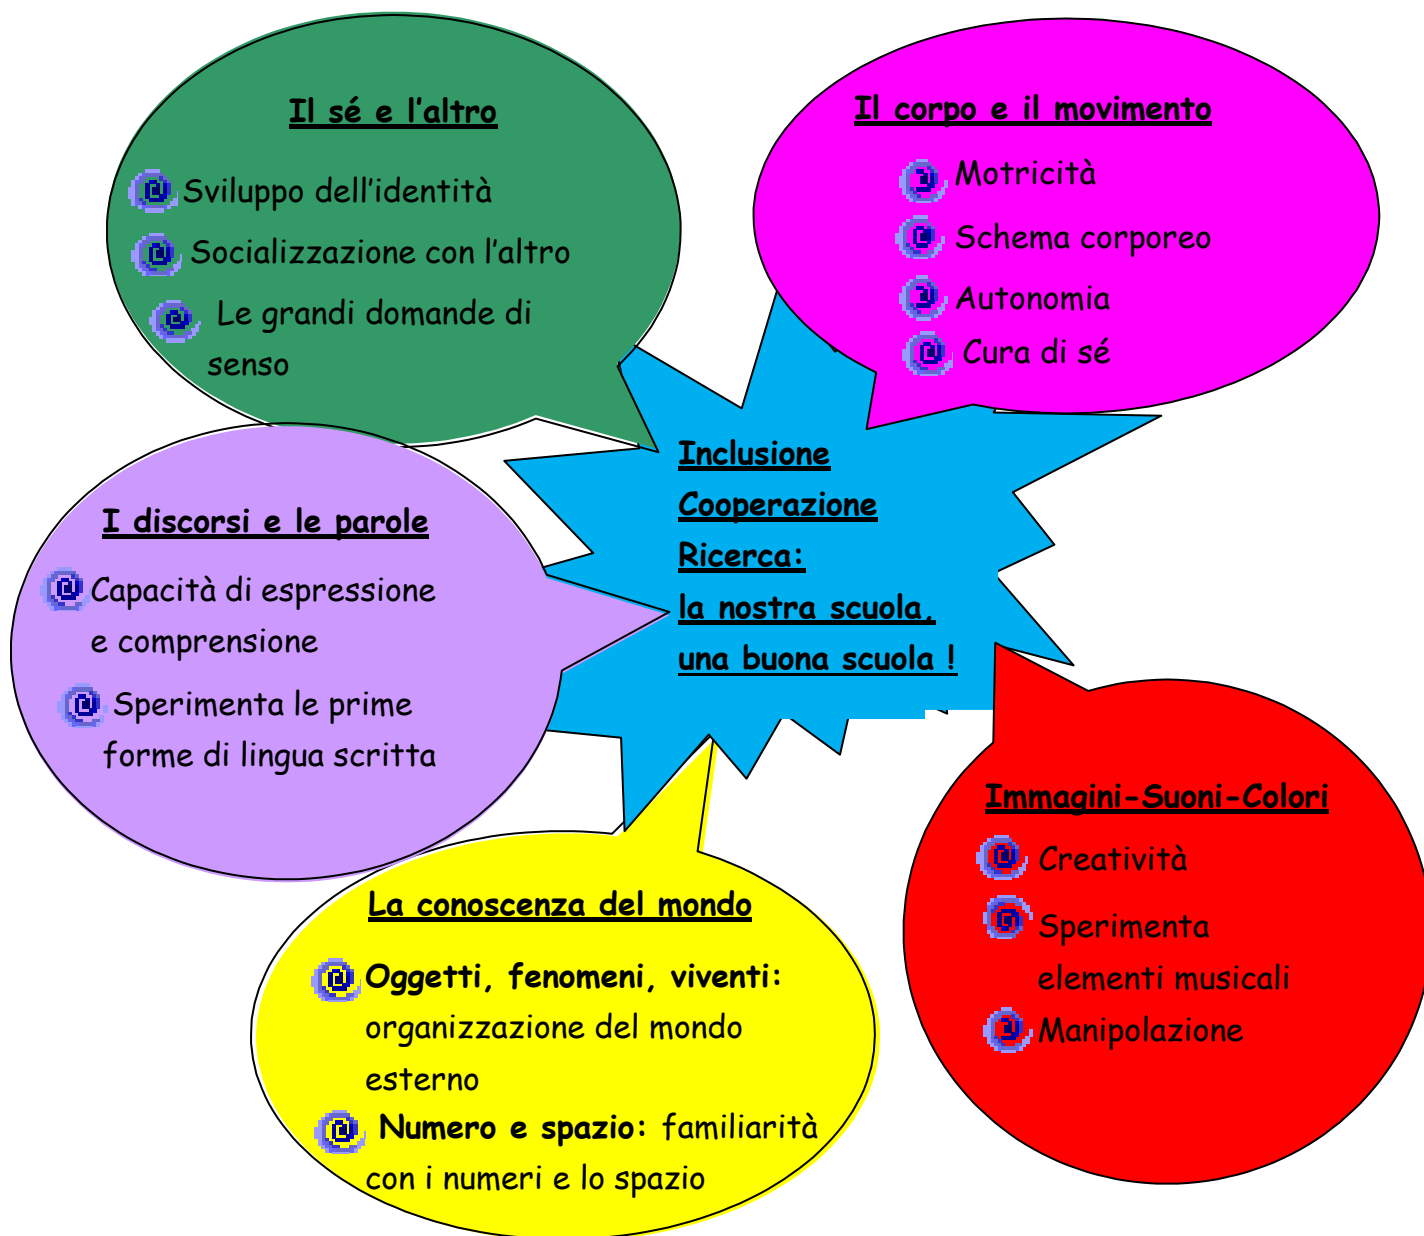 Il sé e l'altro
Sviluppo dell'identità
Socializzazione con l'altro
Le grandi domande di
senso
Il corpo e il movimento
Motricità
Schema corporeo
Autonomia
Cura di sé
Inclusione
Cooperazione
Ricerca:
la nostra scuola,
una buona scuola !
I discorsi e le parole
Capacità di espressione
e comprensione
Sperimenta le prime
forme di lingua scritta
Immagini-Suoni-Colori
Creatività
Sperimenta
elementi musicali
Manipolazione
La conoscenza del mondo
Oggetti, fenomeni, viventi:
organizzazione del mondo
esterno
Numero e spazio: familiarità
con i numeri e lo spazio